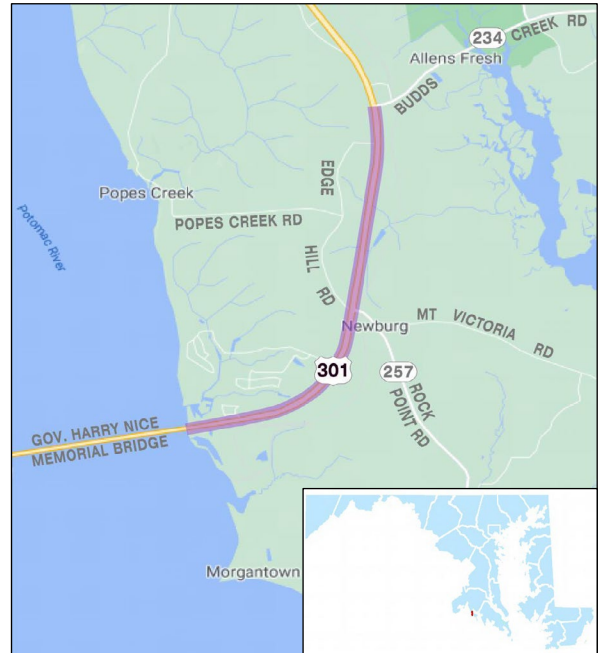 234
CREEK RD
Allens Fresh
BUDDS
EDGE
Popes Creek
POPES CREEK RD
Potomac River
HILL
RD
MT VICTORIA RD
Newburg
301
257
ROCK
POINT RD
GOV. HARRY NICE
MEMORIAL BRIDGE
Morgantown